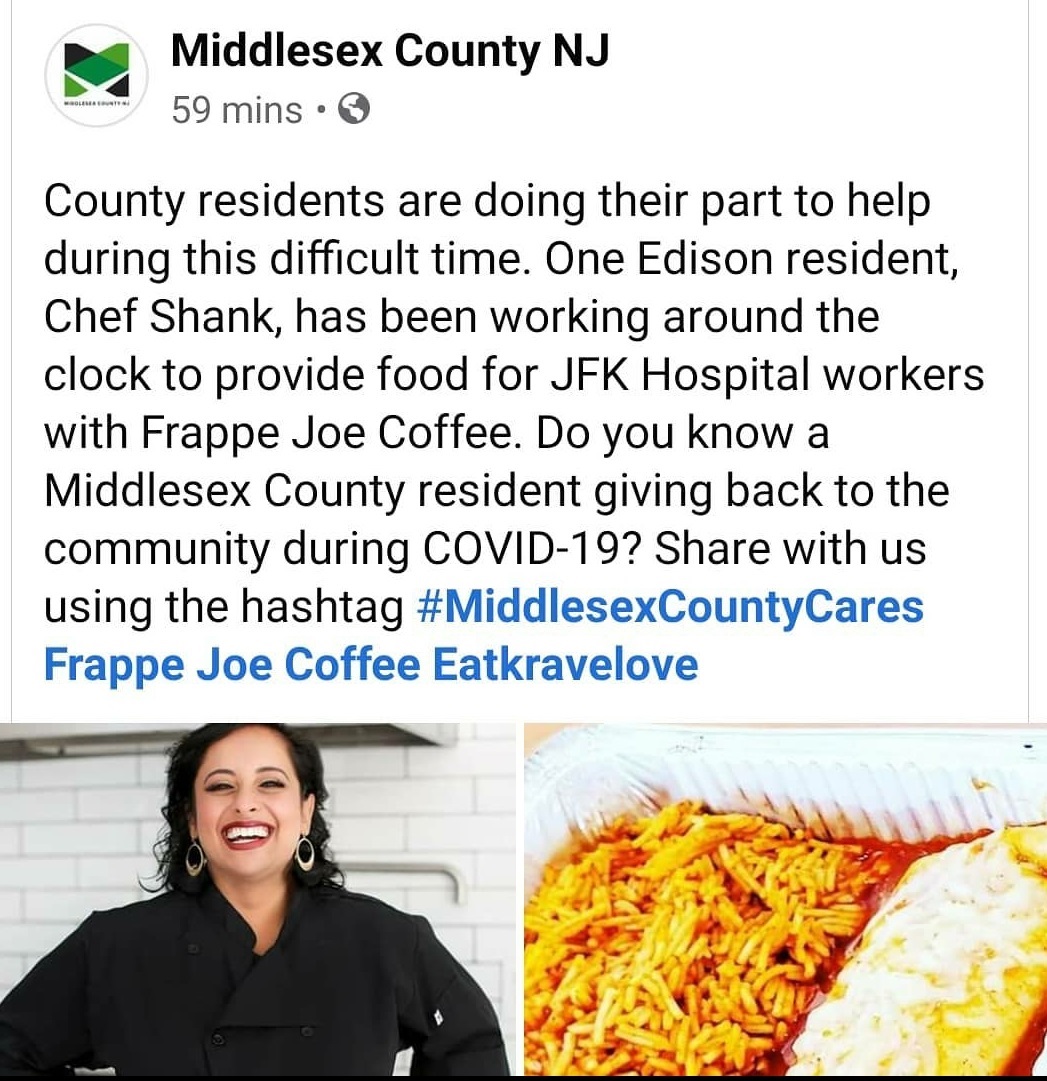 Middlesex County NJ
59 mins •
MIDDLESEX COUNTY NJ
County residents are doing their part to help
during this difficult time. One Edison resident,
Chef Shank, has been working around the
clock to provide food for JFK Hospital workers
with Frappe Joe Coffee. Do you know a
Middlesex County resident giving back to the
community during COVID-19? Share with us
using the hashtag #MiddlesexCountyCares
Frappe Joe Coffee Eatkravelove